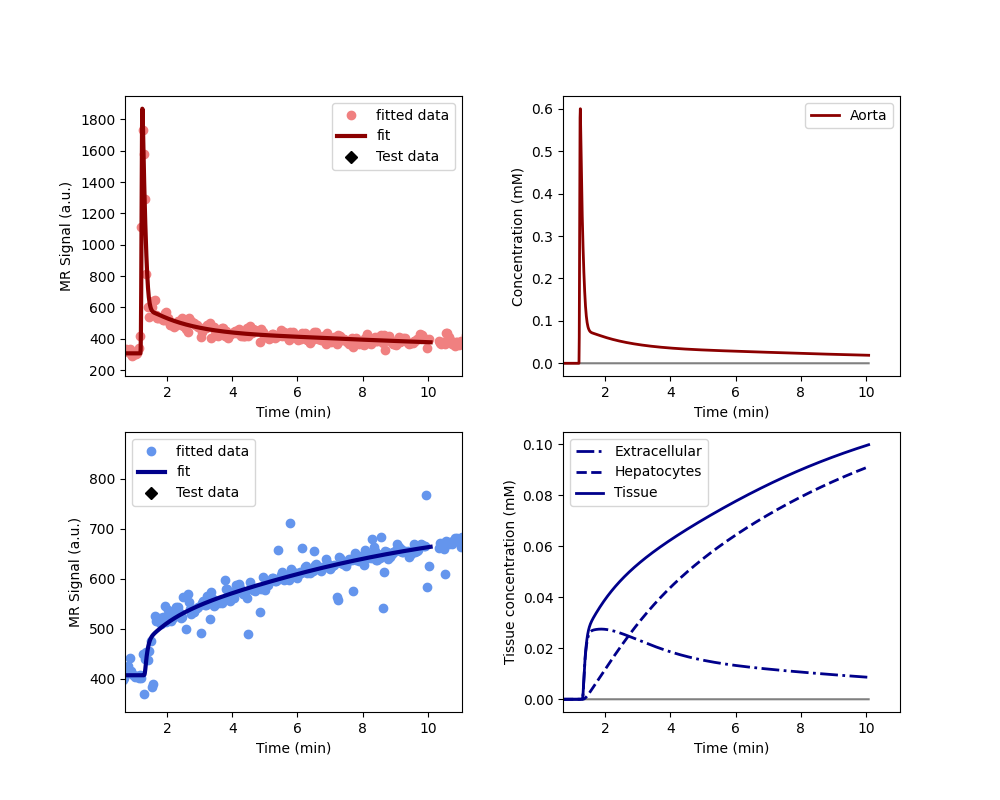 1800
1600
1400
1200
1000
800
600
400
200
MR Signal (a.u.)
fitted data
fit
Test data
2
4
6
8
10
Time (min)
0.6
0.5
0.4
0.3
0.2
0.1
0.0
Concentration (mM)
Aorta
2
4
6
8
10
Time (min)
800
700
600
500
400
MR Signal (a.u.)
fitted data
fit
Test data
2
4
6
8
10
Time (min)
0.10
0.08
0.06
0.04
0.02
0.00
Tissue concentration (mM)
Extracellular
Hepatocytes
Tissue
2
4
6
8
10
Time (min)